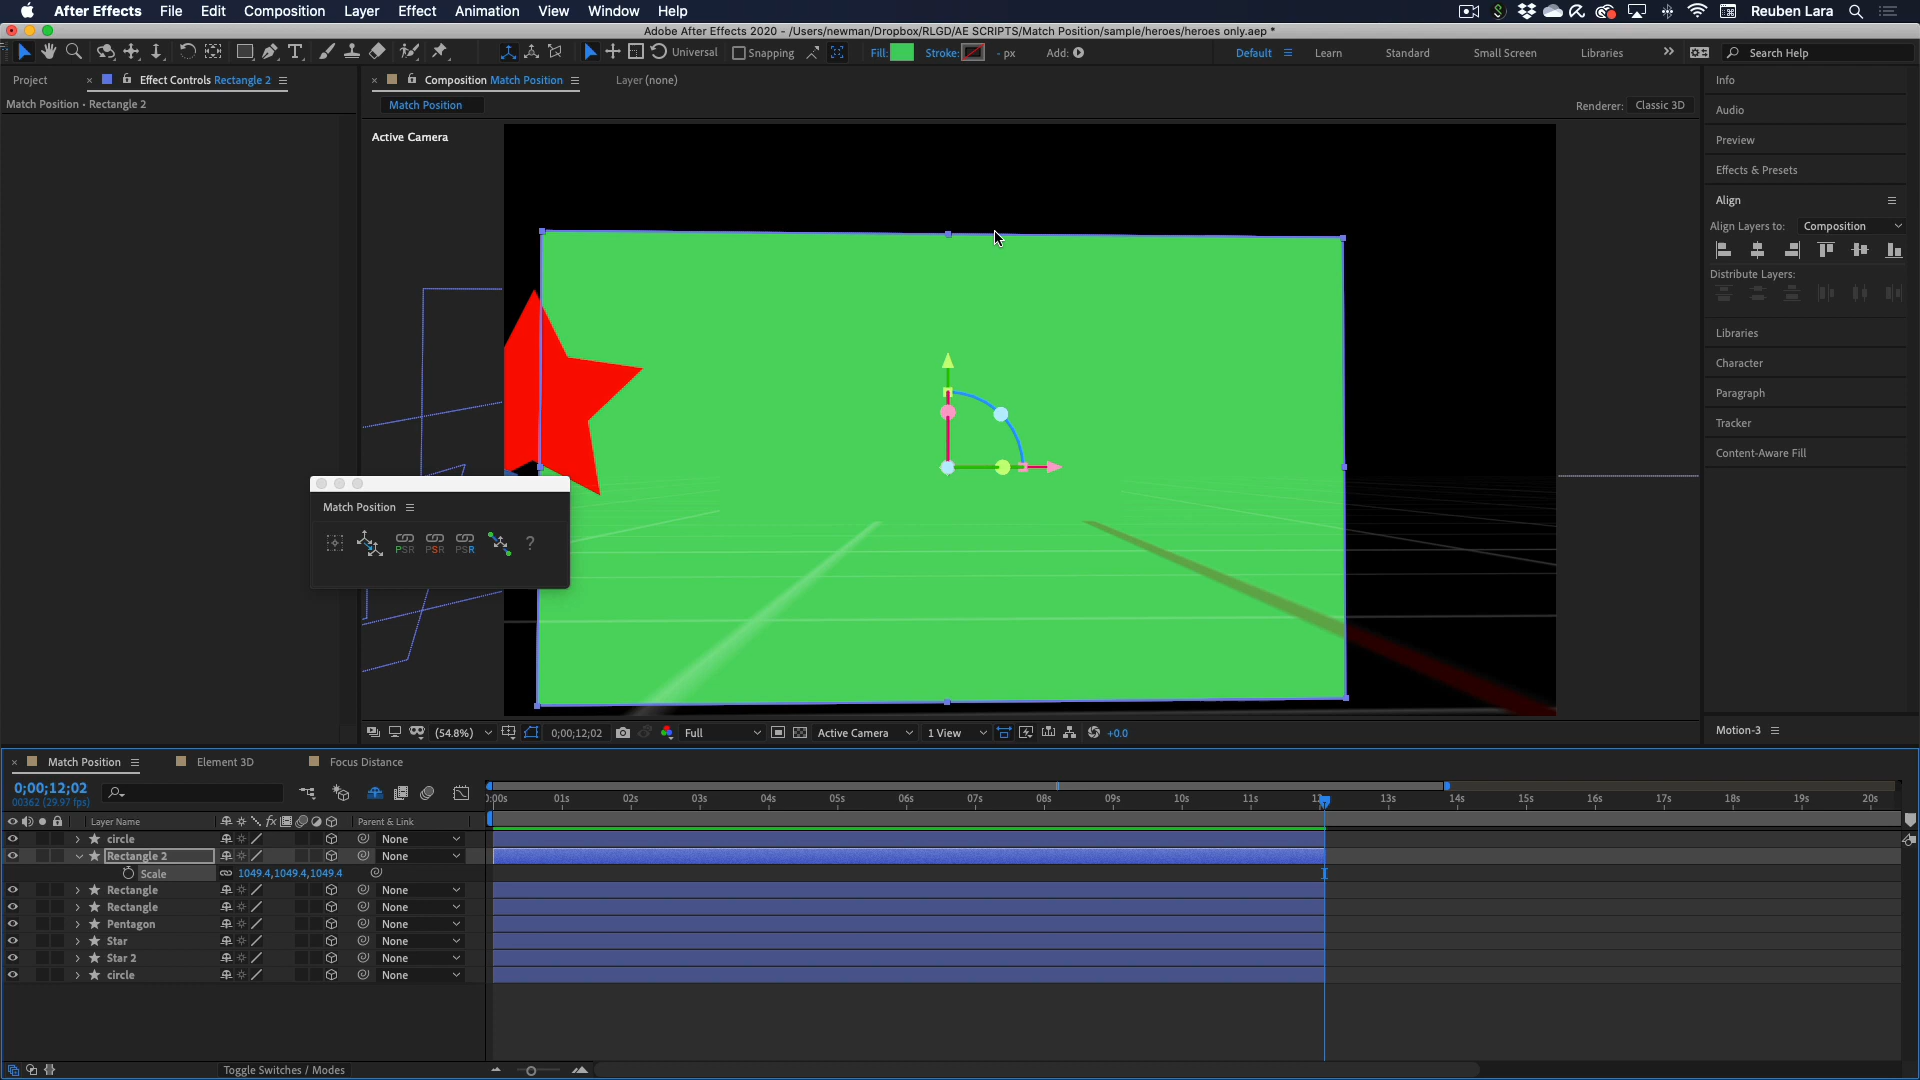 After Effects File Edit Composition Layer Effect Animation View Window Help Reuben Lara
Adobe After Effects 2020 - /Users/newman/Dropbox/RLGD/AE SCRIPTS/Match Position/sample/heroes/heroes only.aep *
Universal Snapping Fill: Stroke: - px Add: Default Learn Standard Small Screen Libraries Search Help
Project Effect Controls Rectangle 2 Composition Match Position Layer (none)
Match Position • Rectangle 2
Match Position
Renderer: Classic 3D
Active Camera
Info
Audio
Preview
Effects & Presets
Align
Align Layers to: Composition
Distribute Layers:
Libraries
Character
Paragraph
Tracker
Content-Aware Fill
Motion-3
Match Position
PSR PSR PSR ?
(54.8%) 0;00;12;02 Full Active Camera 1 View +0.0
Match Position Element 3D Focus Distance
0;00;12;02
00362 (29.97 fps)
01s 02s 03s 04s 05s 06s 07s 08s 09s 10s 11s 13s 14s 15s 16s 17s 18s 19s 20s
Layer Name fx Parent & Link
circle None
Rectangle 2 None
Scale 1049.4,1049.4,1049.4
Rectangle None
Rectangle None
Pentagon None
Star None
Star 2 None
circle None
Toggle Switches / Modes